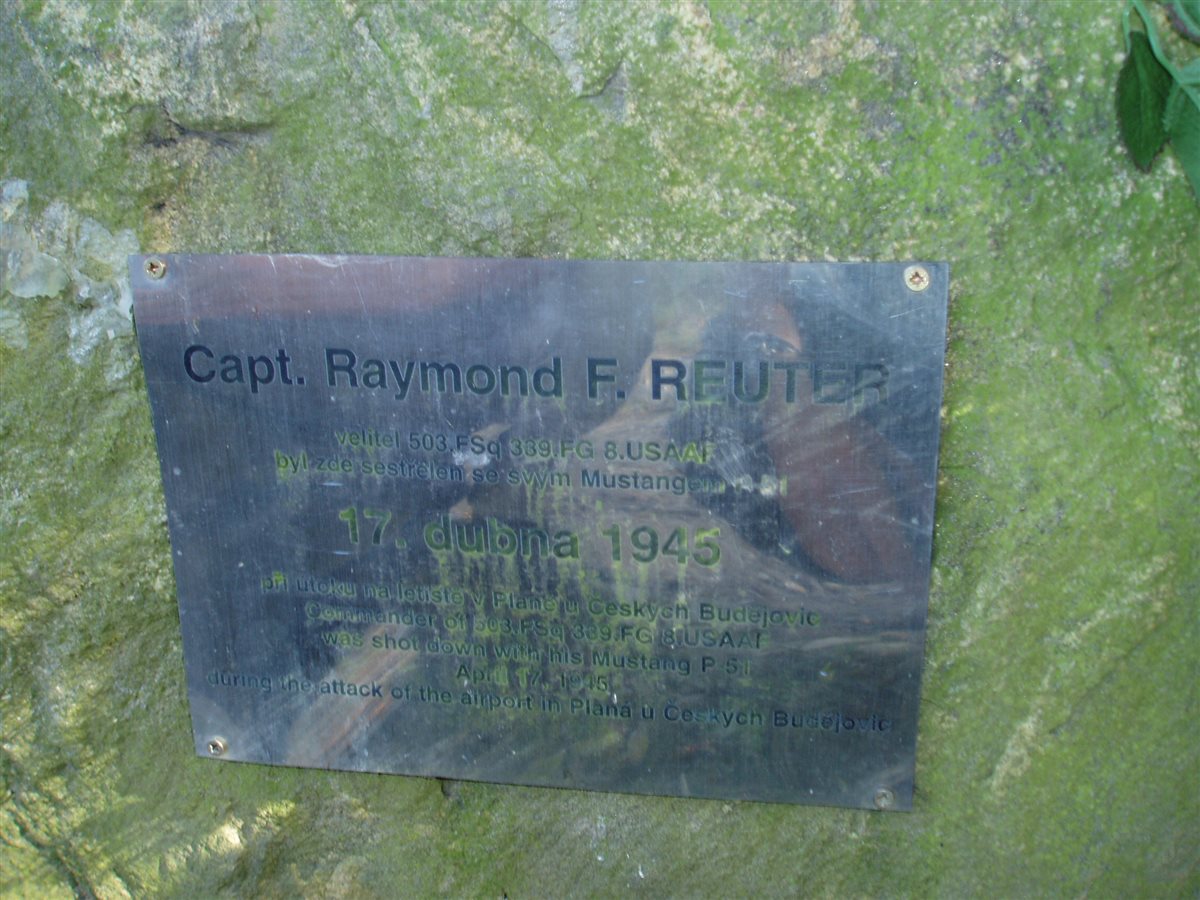 Capt. Raymond F. REUTER
velitel 503.FSq 339.FG 8.USAAF
byl zde sestřelen se svým Mustangem P 51
17. dubna 1945
při útoku na letiště v Plané u Českých Budějovic
Commander of 503.FSq 339.FG 8.USAAF
was shot down with his Mustang P 51
April 17, 1945
during the attack of the airport in Planá u Českých Budějovic